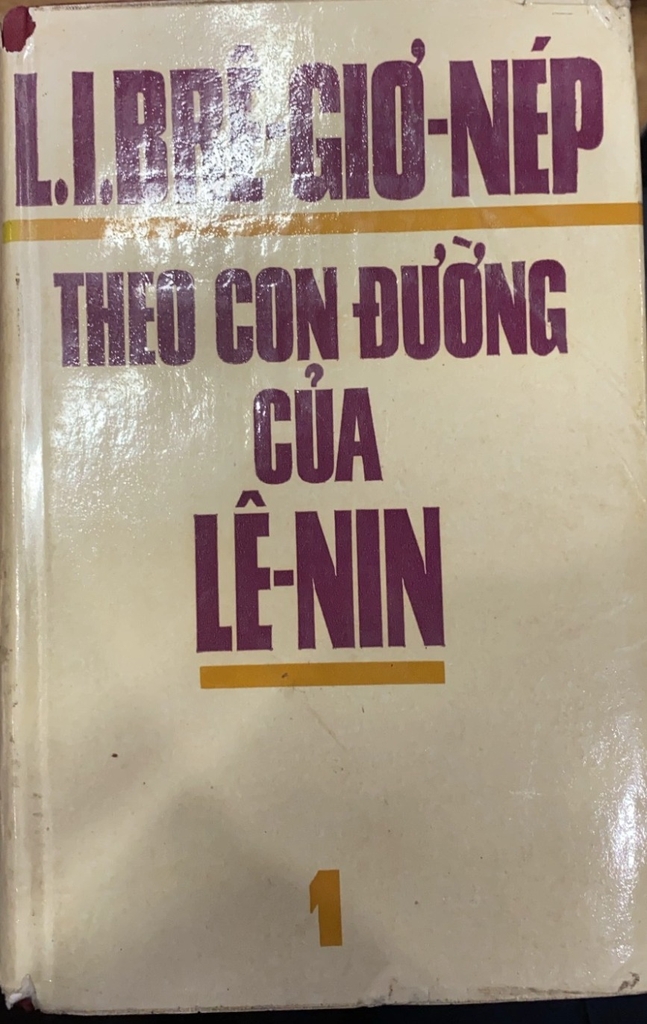 L.I.BRÊ-GIƠ-NÉP
THEO CON ĐƯỜNG
CỦA
LÊ-NIN
1